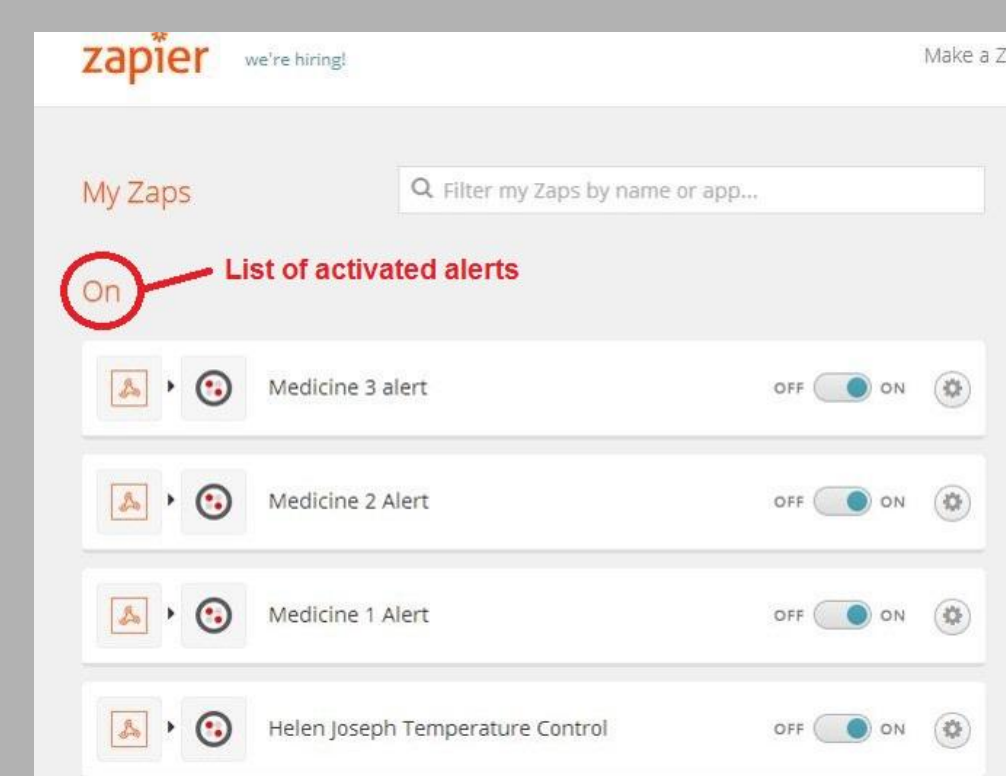 zapier we're hiring! Make a Z
My Zaps Filter my Zaps by name or app...
List of activated alerts
On
Medicine 3 alert OFF ON
Medicine 2 Alert OFF ON
Medicine 1 Alert OFF ON
Helen Joseph Temperature Control OFF ON